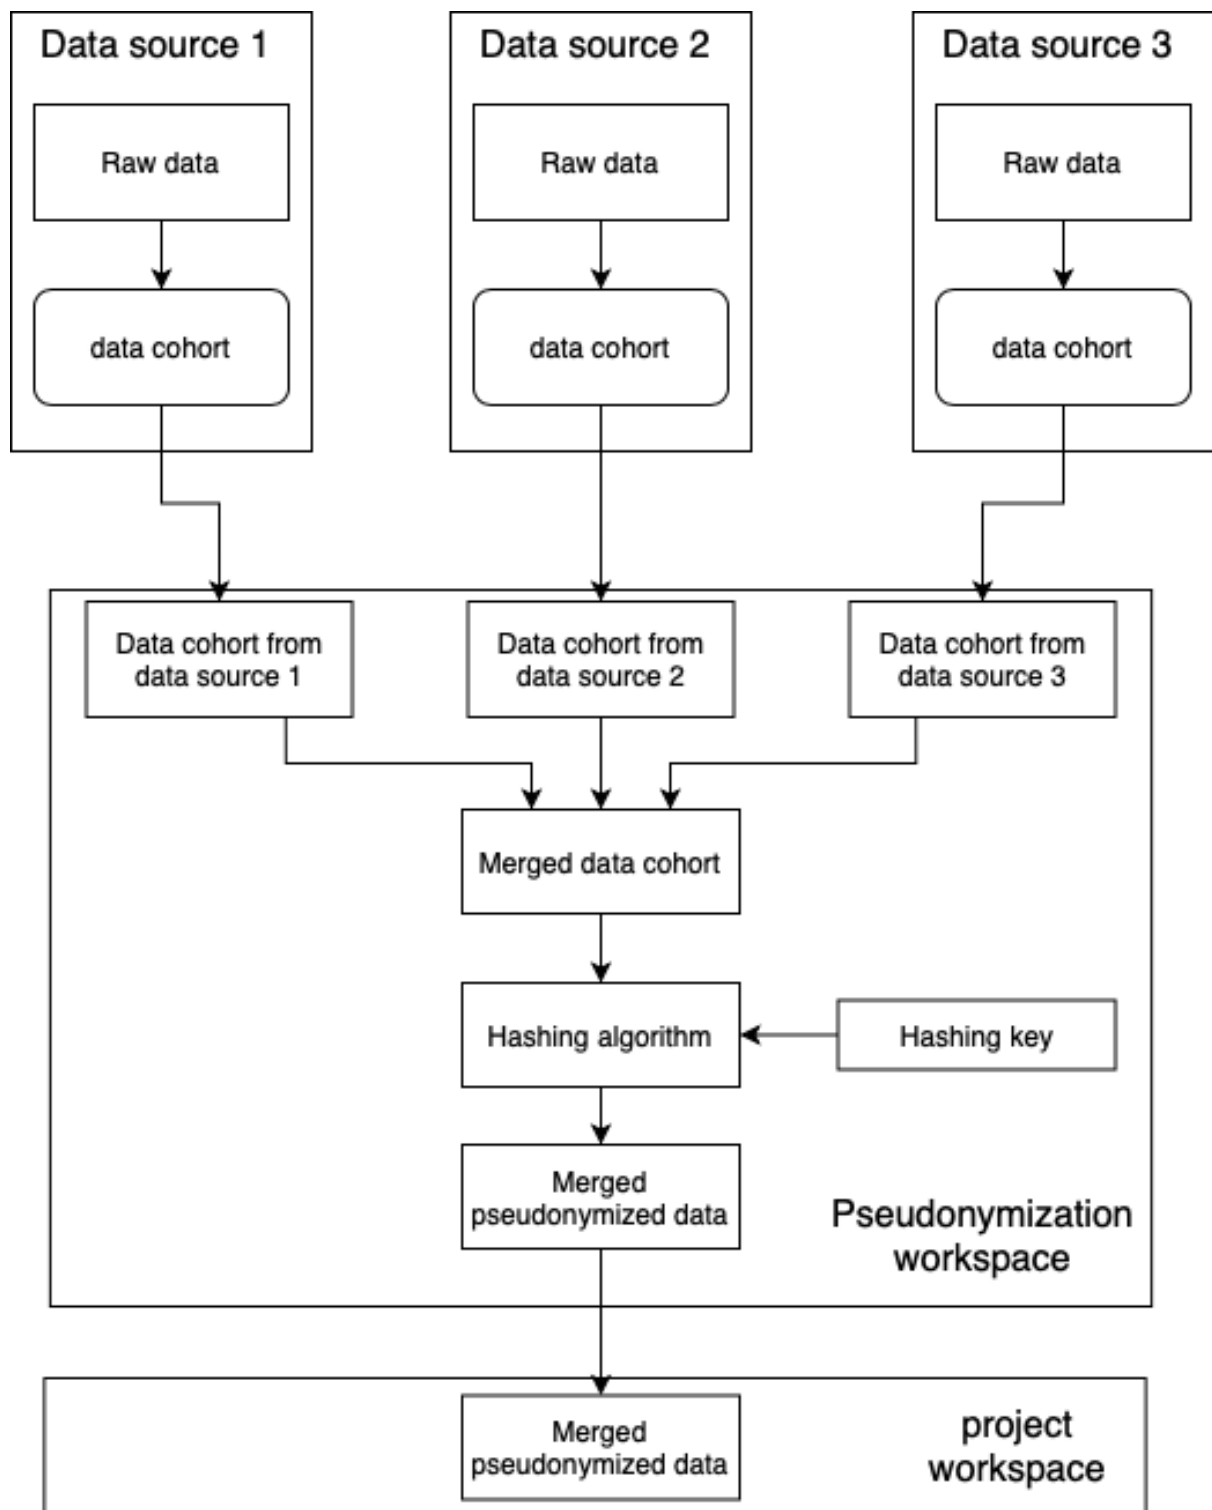 Data source 1
Data source 2
Data source 3
Raw data
Raw data
Raw data
data cohort
data cohort
data cohort
Data cohort from
data source 1
Data cohort from
data source 2
Data cohort from
data source 3
Merged data cohort
Hashing algorithm
Hashing key
Merged
pseudonymized data
Pseudonymization
workspace
Merged
pseudonymized data
project
workspace